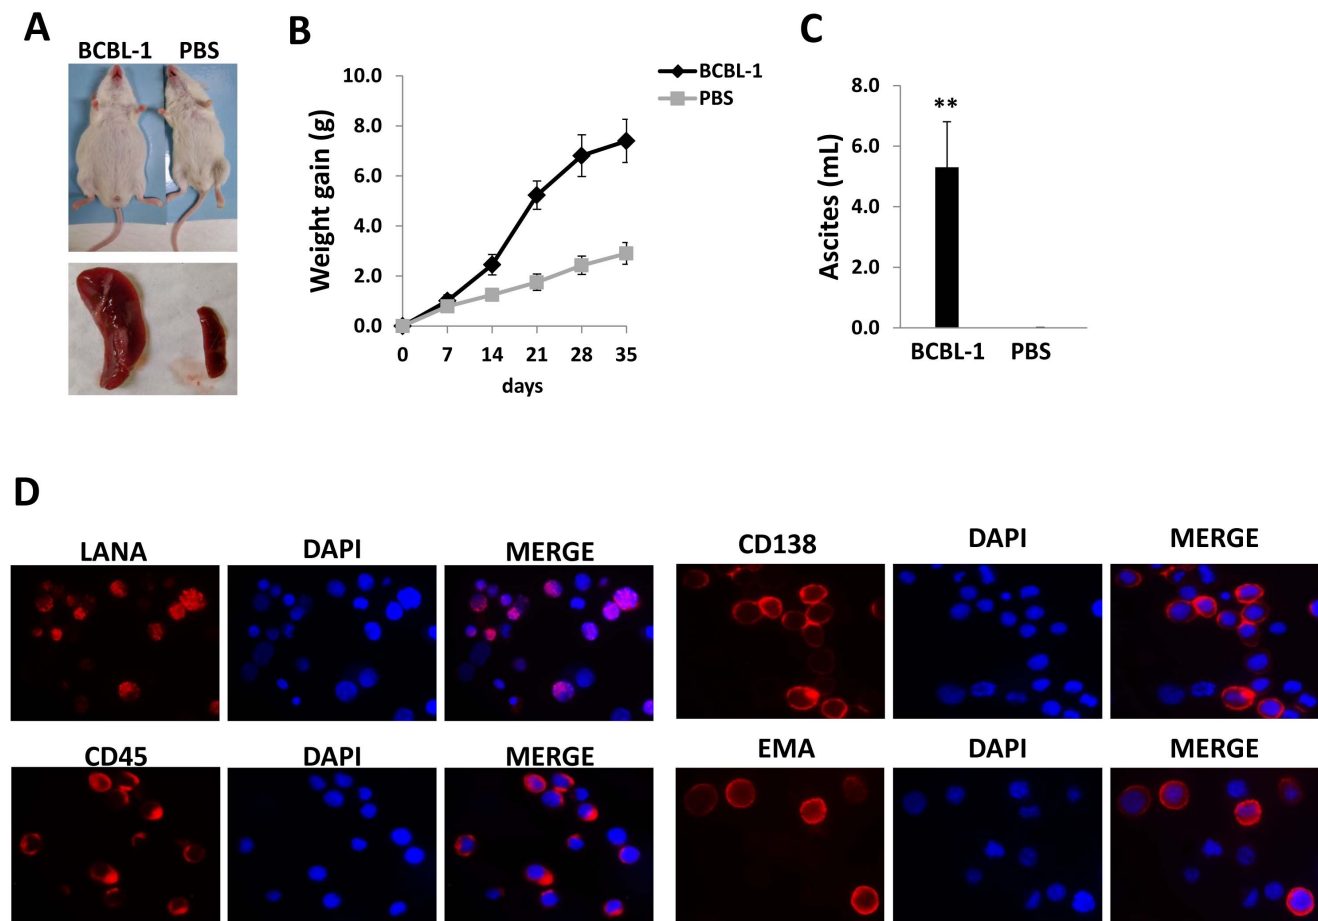 A
BCBL-1 PBS
B
BCBL-1
PBS
Weight gain (g)
10.0
8.0
6.0
4.0
2.0
0.0
0 7 14 21 28 35
days
C
Ascites (mL)
8.0
6.0
4.0
2.0
0.0
**
BCBL-1 PBS
D
LANA DAPI MERGE
CD138 DAPI MERGE
CD45 DAPI MERGE
EMA DAPI MERGE